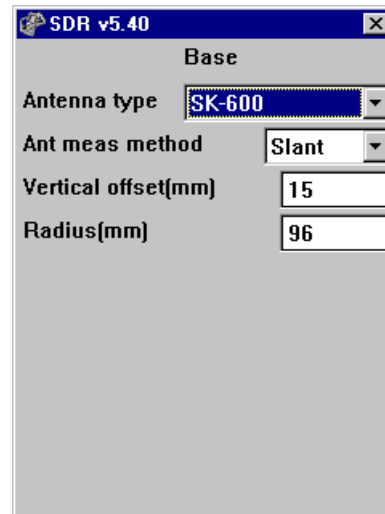 SDR v5.40
Base
Antenna type SK-600
Ant meas method Slant
Vertical offset(mm) 15
Radius(mm) 96